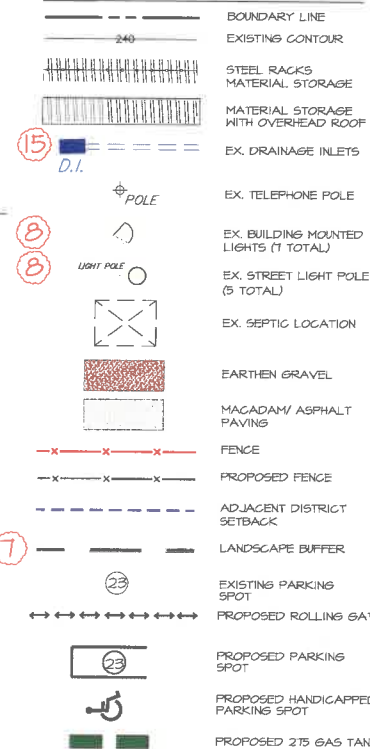 BOUNDARY LINE
240
EXISTING CONTOUR
STEEL RACKS
MATERIAL STORAGE
MATERIAL STORAGE
WITH OVERHEAD ROOF
15
D.I.
EX. DRAINAGE INLETS
POLE
EX. TELEPHONE POLE
8
EX. BUILDING MOUNTED
LIGHTS (7 TOTAL)
8
LIGHT POLE
EX. STREET LIGHT POLE
(5 TOTAL)
EX. SEPTIC LOCATION
EARTHEN GRAVEL
MACADAM/ ASPHALT
PAVING
FENCE
PROPOSED FENCE
ADJACENT DISTRICT
SETBACK
7
LANDSCAPE BUFFER
23
EXISTING PARKING
SPOT
PROPOSED ROLLING GAT
23
PROPOSED PARKING
SPOT
PROPOSED HANDICAPPED
PARKING SPOT
PROPOSED 275 GAS TAN